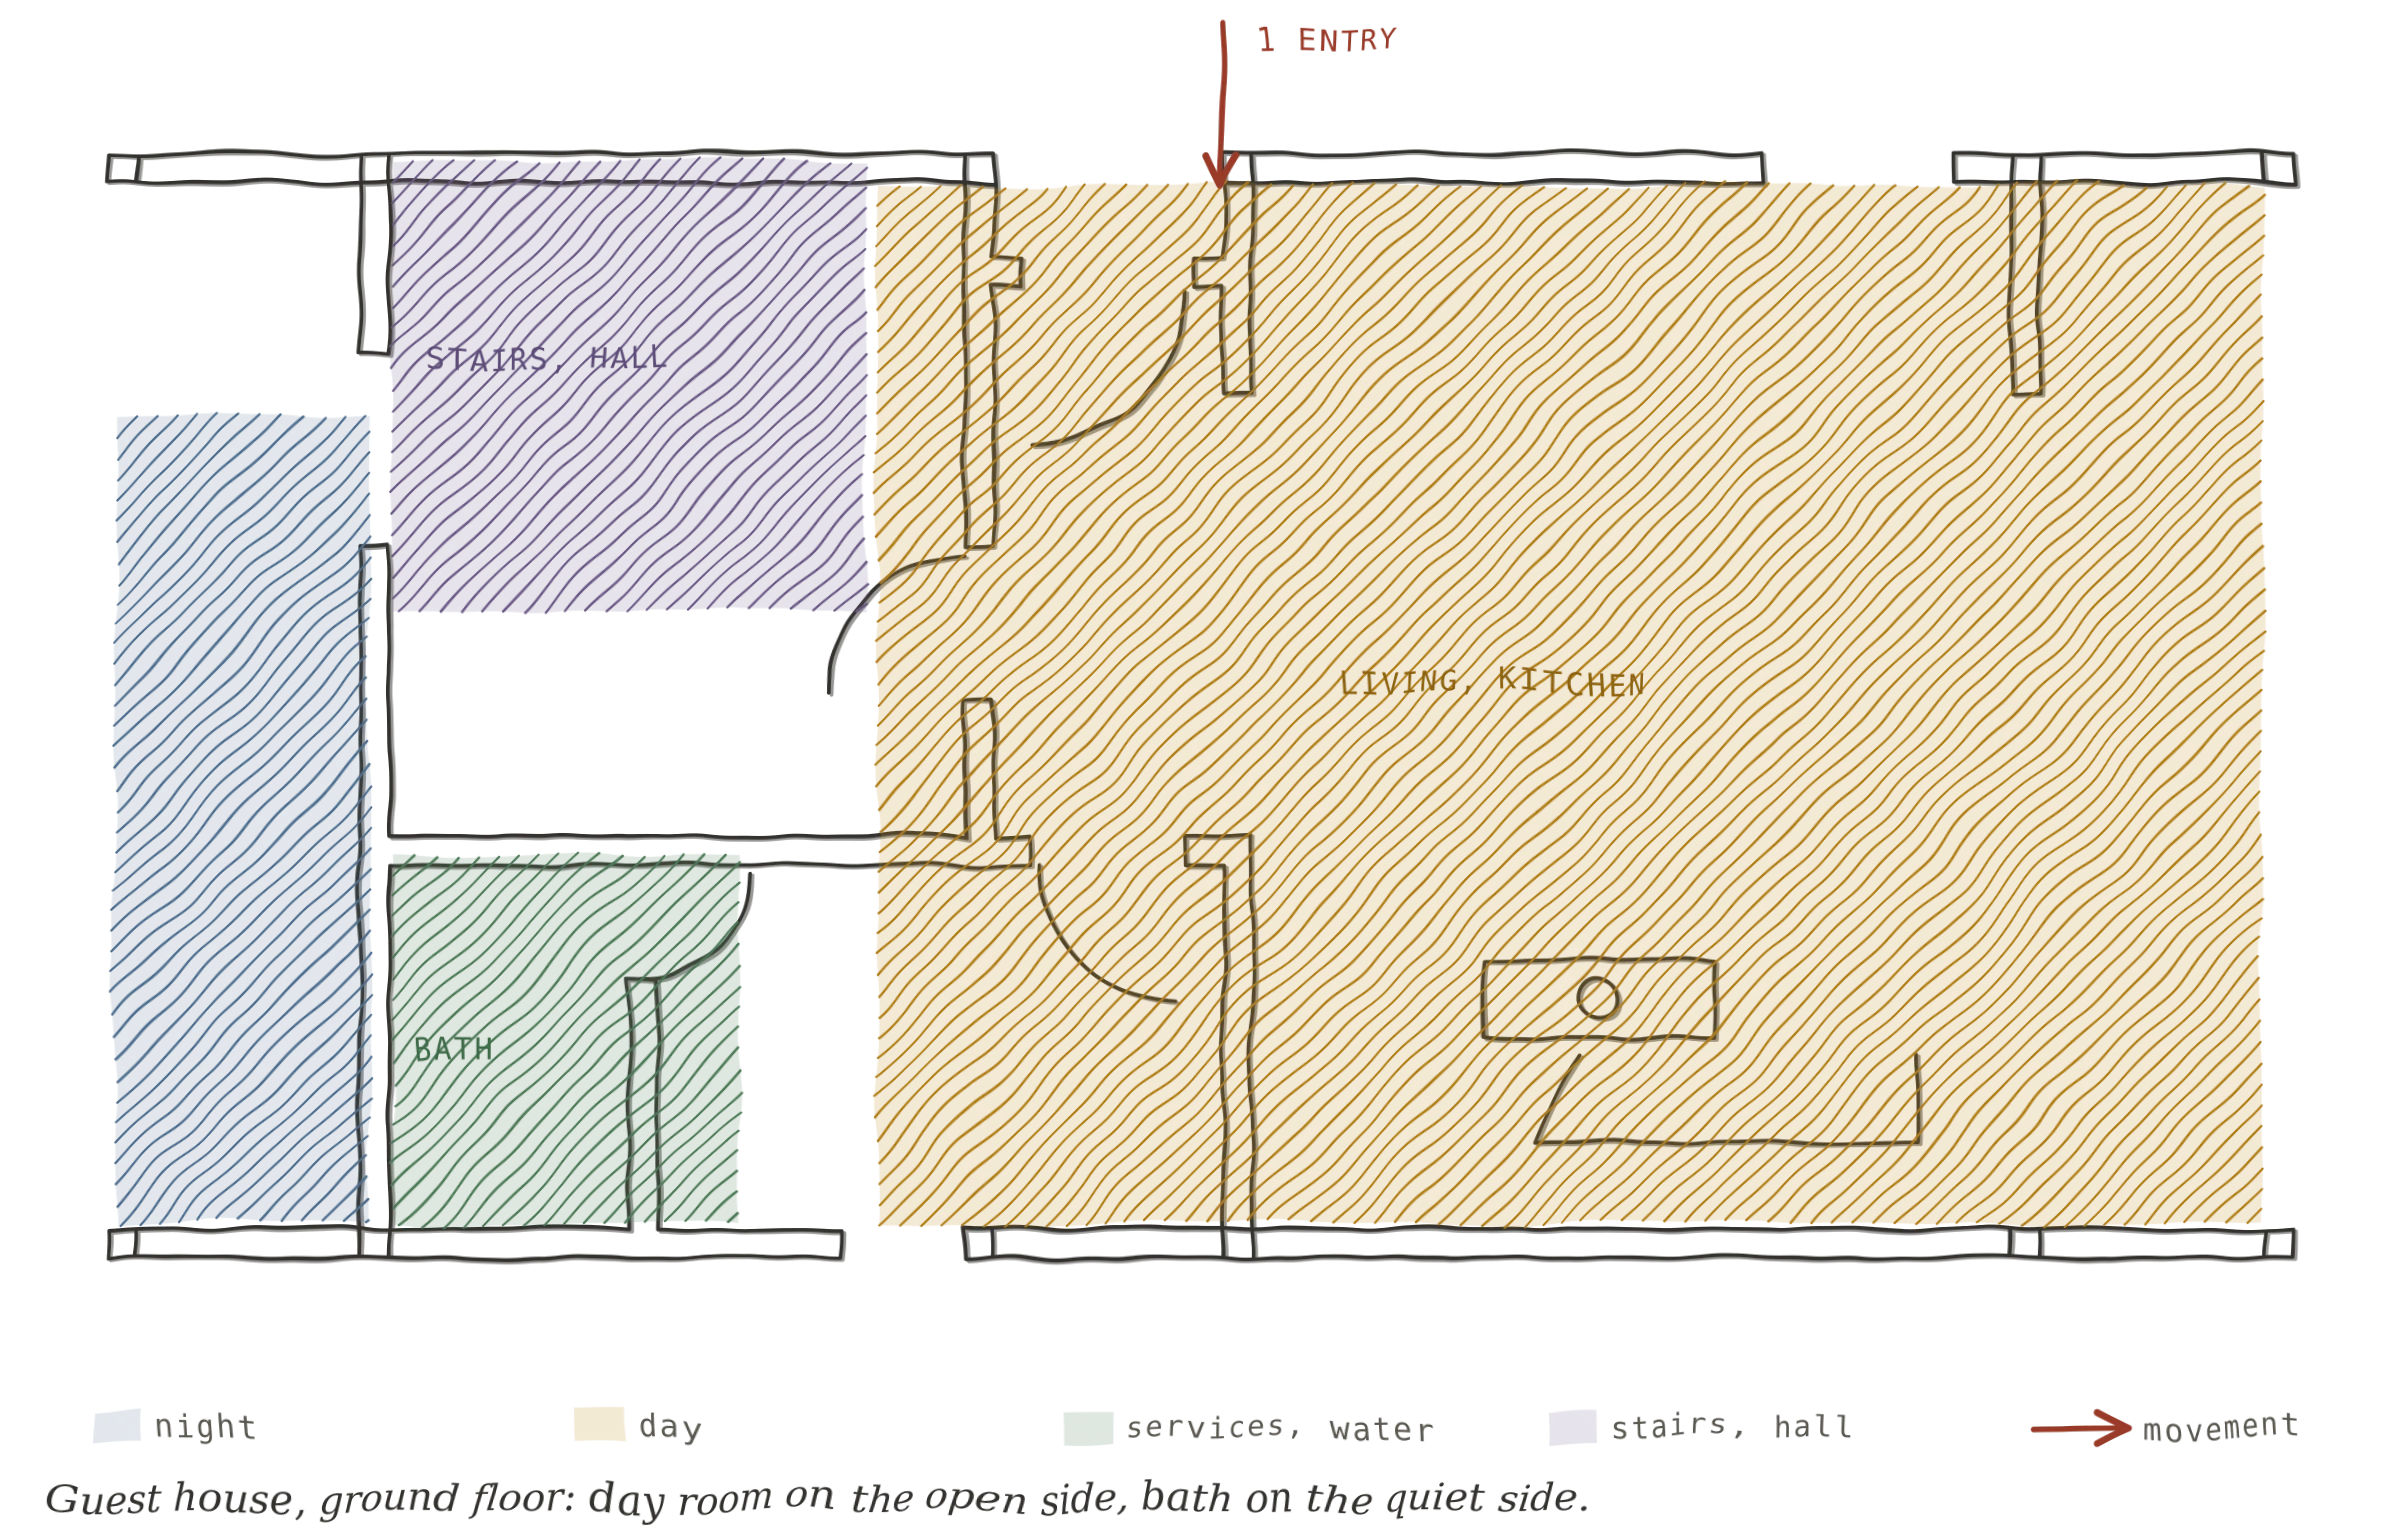 1 ENTRY
STAIRS, HALL
LIVING, KITCHEN
BATH
night
day
services, water
stairs, hall
movement
Guest house, ground floor: day room on the open side, bath on the quiet side.